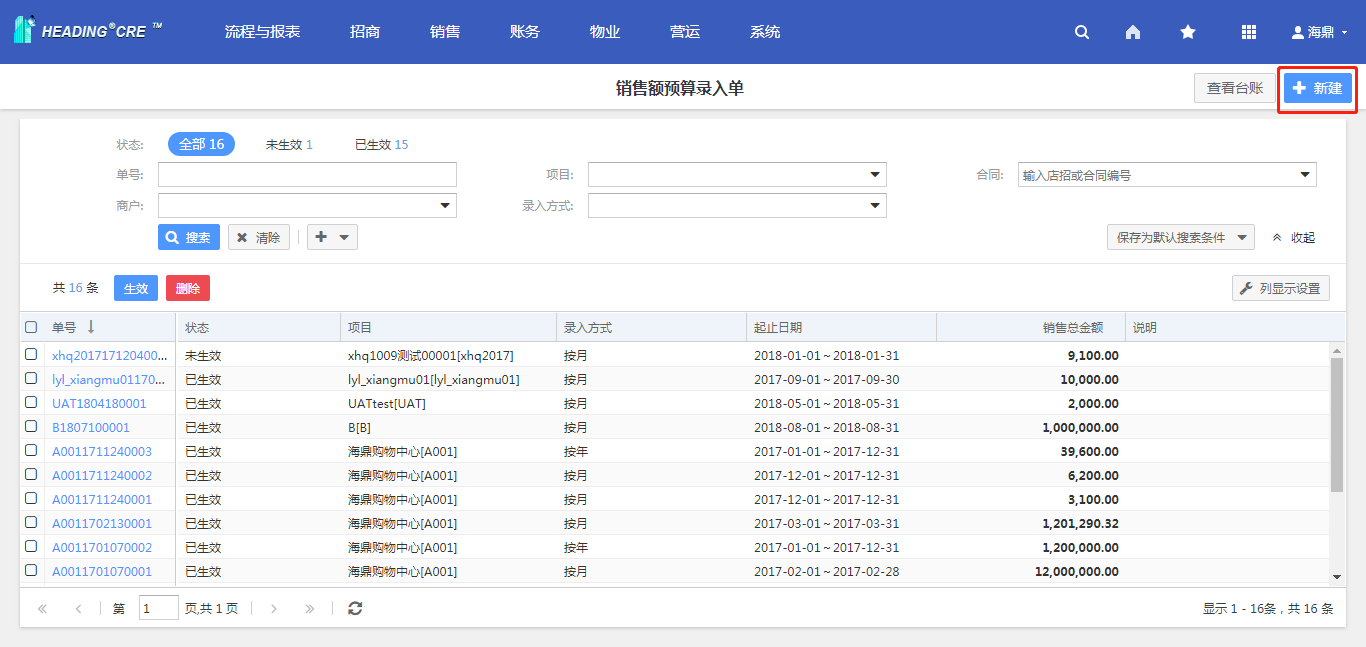 HEADING®CRE ™ 流程与报表 招商 销售 账务 物业 营运 系统 海鼎
销售额预算录入单 查看台账 新建
状态: 全部 16 未生效 1 已生效 15
单号: 项目: 合同: 输入店招或合同编号
商户: 录入方式:
搜索 清除 保存为默认搜索条件 收起
共 16 条 生效 删除 列显示设置
单号 状态 项目 录入方式 起止日期 销售总金额 说明
xhq201717120400... 未生效 xhq1009测试00001[xhq2017] 按月 2018-01-01～2018-01-31 9,100.00
lyl_xiangmu01170... 已生效 lyl_xiangmu01[lyl_xiangmu01] 按月 2017-09-01～2017-09-30 10,000.00
UAT1804180001 已生效 UATtest[UAT] 按月 2018-05-01～2018-05-31 2,000.00
B1807100001 已生效 B[B] 按月 2018-08-01～2018-08-31 1,000,000.00
A0011711240003 已生效 海鼎购物中心[A001] 按年 2017-01-01～2017-12-31 39,600.00
A0011711240002 已生效 海鼎购物中心[A001] 按月 2017-12-01～2017-12-31 6,200.00
A0011711240001 已生效 海鼎购物中心[A001] 按月 2017-12-01～2017-12-31 3,100.00
A0011702130001 已生效 海鼎购物中心[A001] 按月 2017-03-01～2017-03-31 1,201,290.32
A0011701070002 已生效 海鼎购物中心[A001] 按年 2017-01-01～2017-12-31 1,200,000.00
A0011701070001 已生效 海鼎购物中心[A001] 按月 2017-02-01～2017-02-28 12,000,000.00
第 1 页,共 1 页 显示 1 - 16条，共 16 条